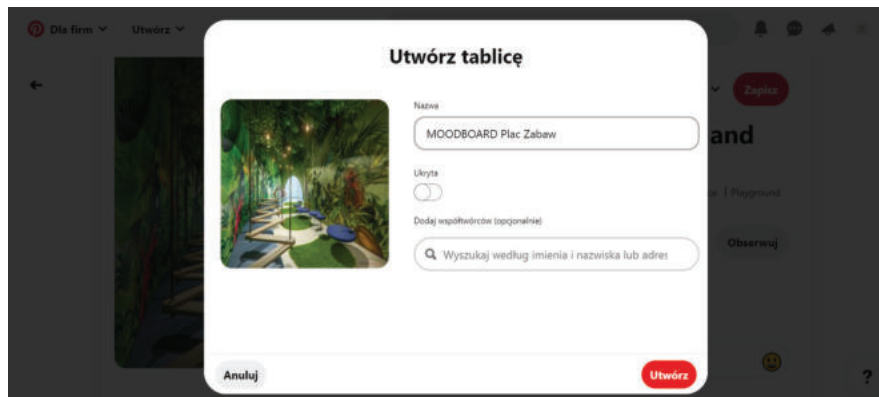 Dla firm
Utwórz
Utwórz tablicę
Zapisz
Nazwa
MOODBOARD Plac Zabaw
and
Ukryta
Playground
Dodaj współtwórców (opcjonalnie)
Obserwuj
Wyszukaj według imienia i nazwiska lub adres
Anuluj
Utwórz
?